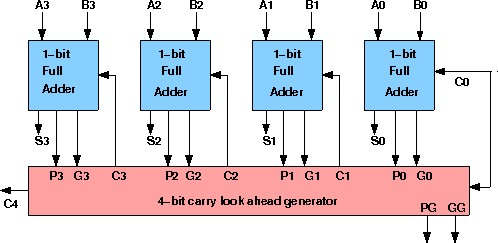 A3 B3 A2 B2 A1 B1 A0 B0
1-bit 1-bit 1-bit 1-bit
Full Full Full Full
Adder Adder Adder Adder
C0
S3 S2 S1 S0
P3 G3 C3 P2 G2 C2 P1 G1 C1 P0 G0
C4
4-bit carry look ahead generator
PG GG